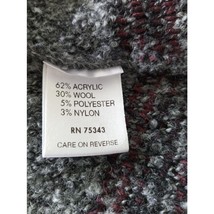 62% ACRYLIC
30% WOOL
5% POLYESTER
3% NYLON
RN 75343
CARE ON REVERSE